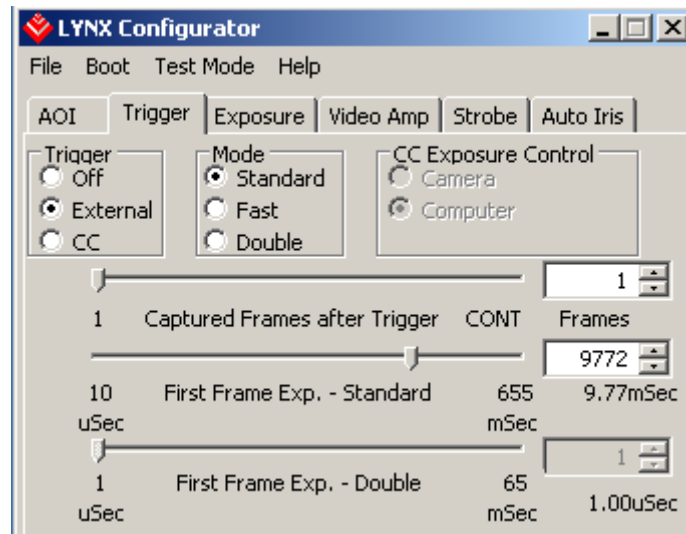 LYNX Configurator
File Boot Test Mode Help
AOI Trigger Exposure Video Amp Strobe Auto Iris
Trigger Mode CC Exposure Control
Off Standard Camera
External Fast Computer
CC Double
1
1 Captured Frames after Trigger CONT Frames
9772
10 First Frame Exp. - Standard 655 9.77mSec
uSec mSec
1
1 First Frame Exp. - Double 65
uSec mSec 1.00uSec